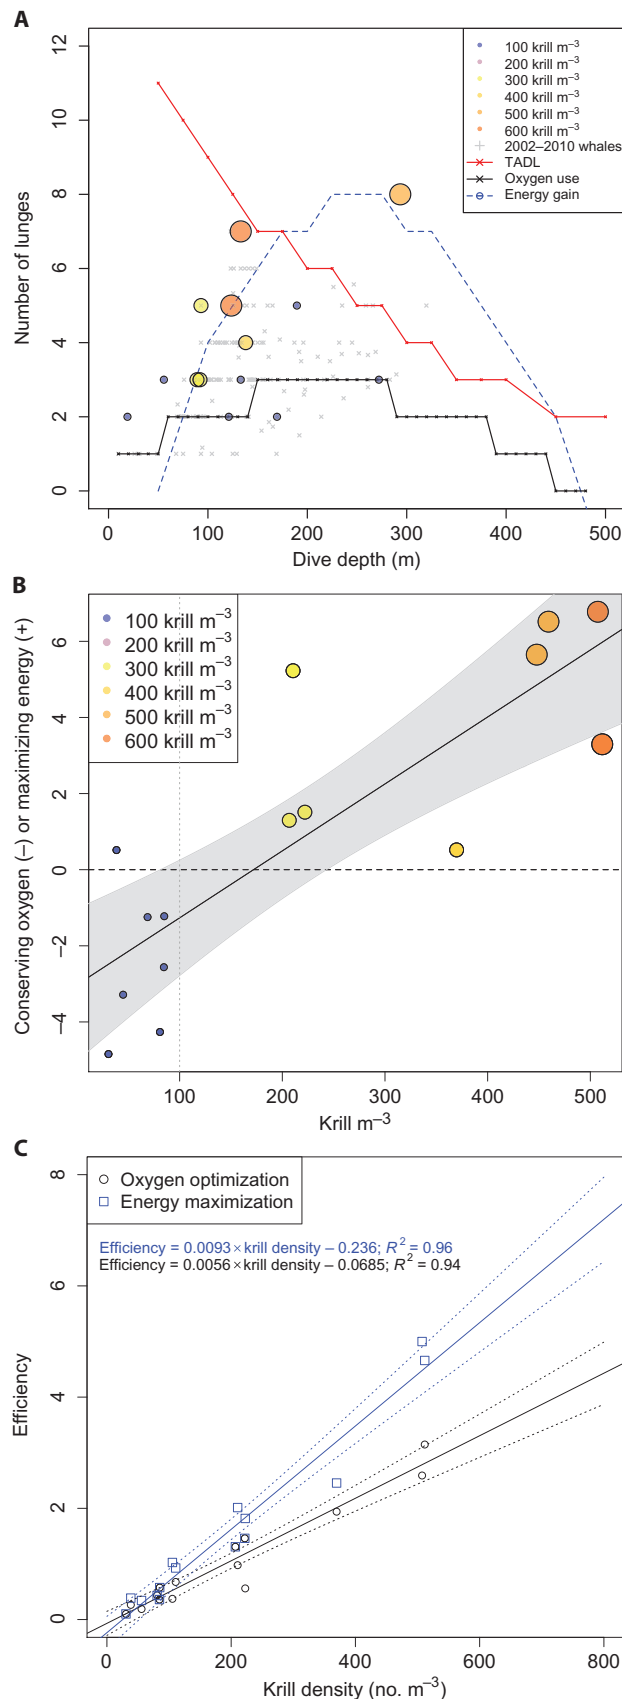 A
12
10
8
6
4
2
0
Number of lunges
100 krill m⁻³
200 krill m⁻³
300 krill m⁻³
400 krill m⁻³
500 krill m⁻³
600 krill m⁻³
2002–2010 whales
TADL
Oxygen use
Energy gain
0 100 200 300 400 500
Dive depth (m)
B
6
4
2
0
−2
−4
Conserving oxygen (−) or maximizing energy (+)
100 krill m⁻³
200 krill m⁻³
300 krill m⁻³
400 krill m⁻³
500 krill m⁻³
600 krill m⁻³
100 200 300 400 500
Krill m⁻³
C
8
6
4
2
0
Efficiency
Oxygen optimization
Energy maximization
Efficiency = 0.0093 × krill density − 0.236; R² = 0.96
Efficiency = 0.0056 × krill density − 0.0685; R² = 0.94
0 200 400 600 800
Krill density (no. m⁻³)